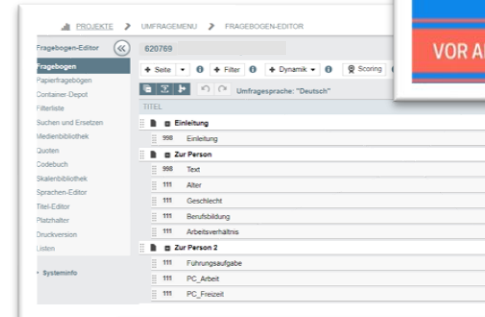 PROJEKTE > UMFRAGEMENU > FRAGEBOGEN-EDITOR
VOR A
Fragebogen-Editor
620769
Fragebogen
+ Seite + Filter + Dynamik Scoring
Papierfragebögen
Container-Depot
Umfragesprache: "Deutsch"
Filterliste
TITEL
Suchen und Ersetzen
Einleitung
Medienbibliothek
998 Einleitung
Quoten
Zur Person
Codebuch
998 Text
Skalenbibliothek
111 Alter
Sprachen-Editor
111 Geschlecht
Titel-Editor
111 Berufsbildung
Platzhalter
111 Arbeitsverhältnis
Druckversion
Zur Person 2
Listen
111 Führungsaufgabe
Systeminfo
111 PC_Arbeit
111 PC_Freizeit